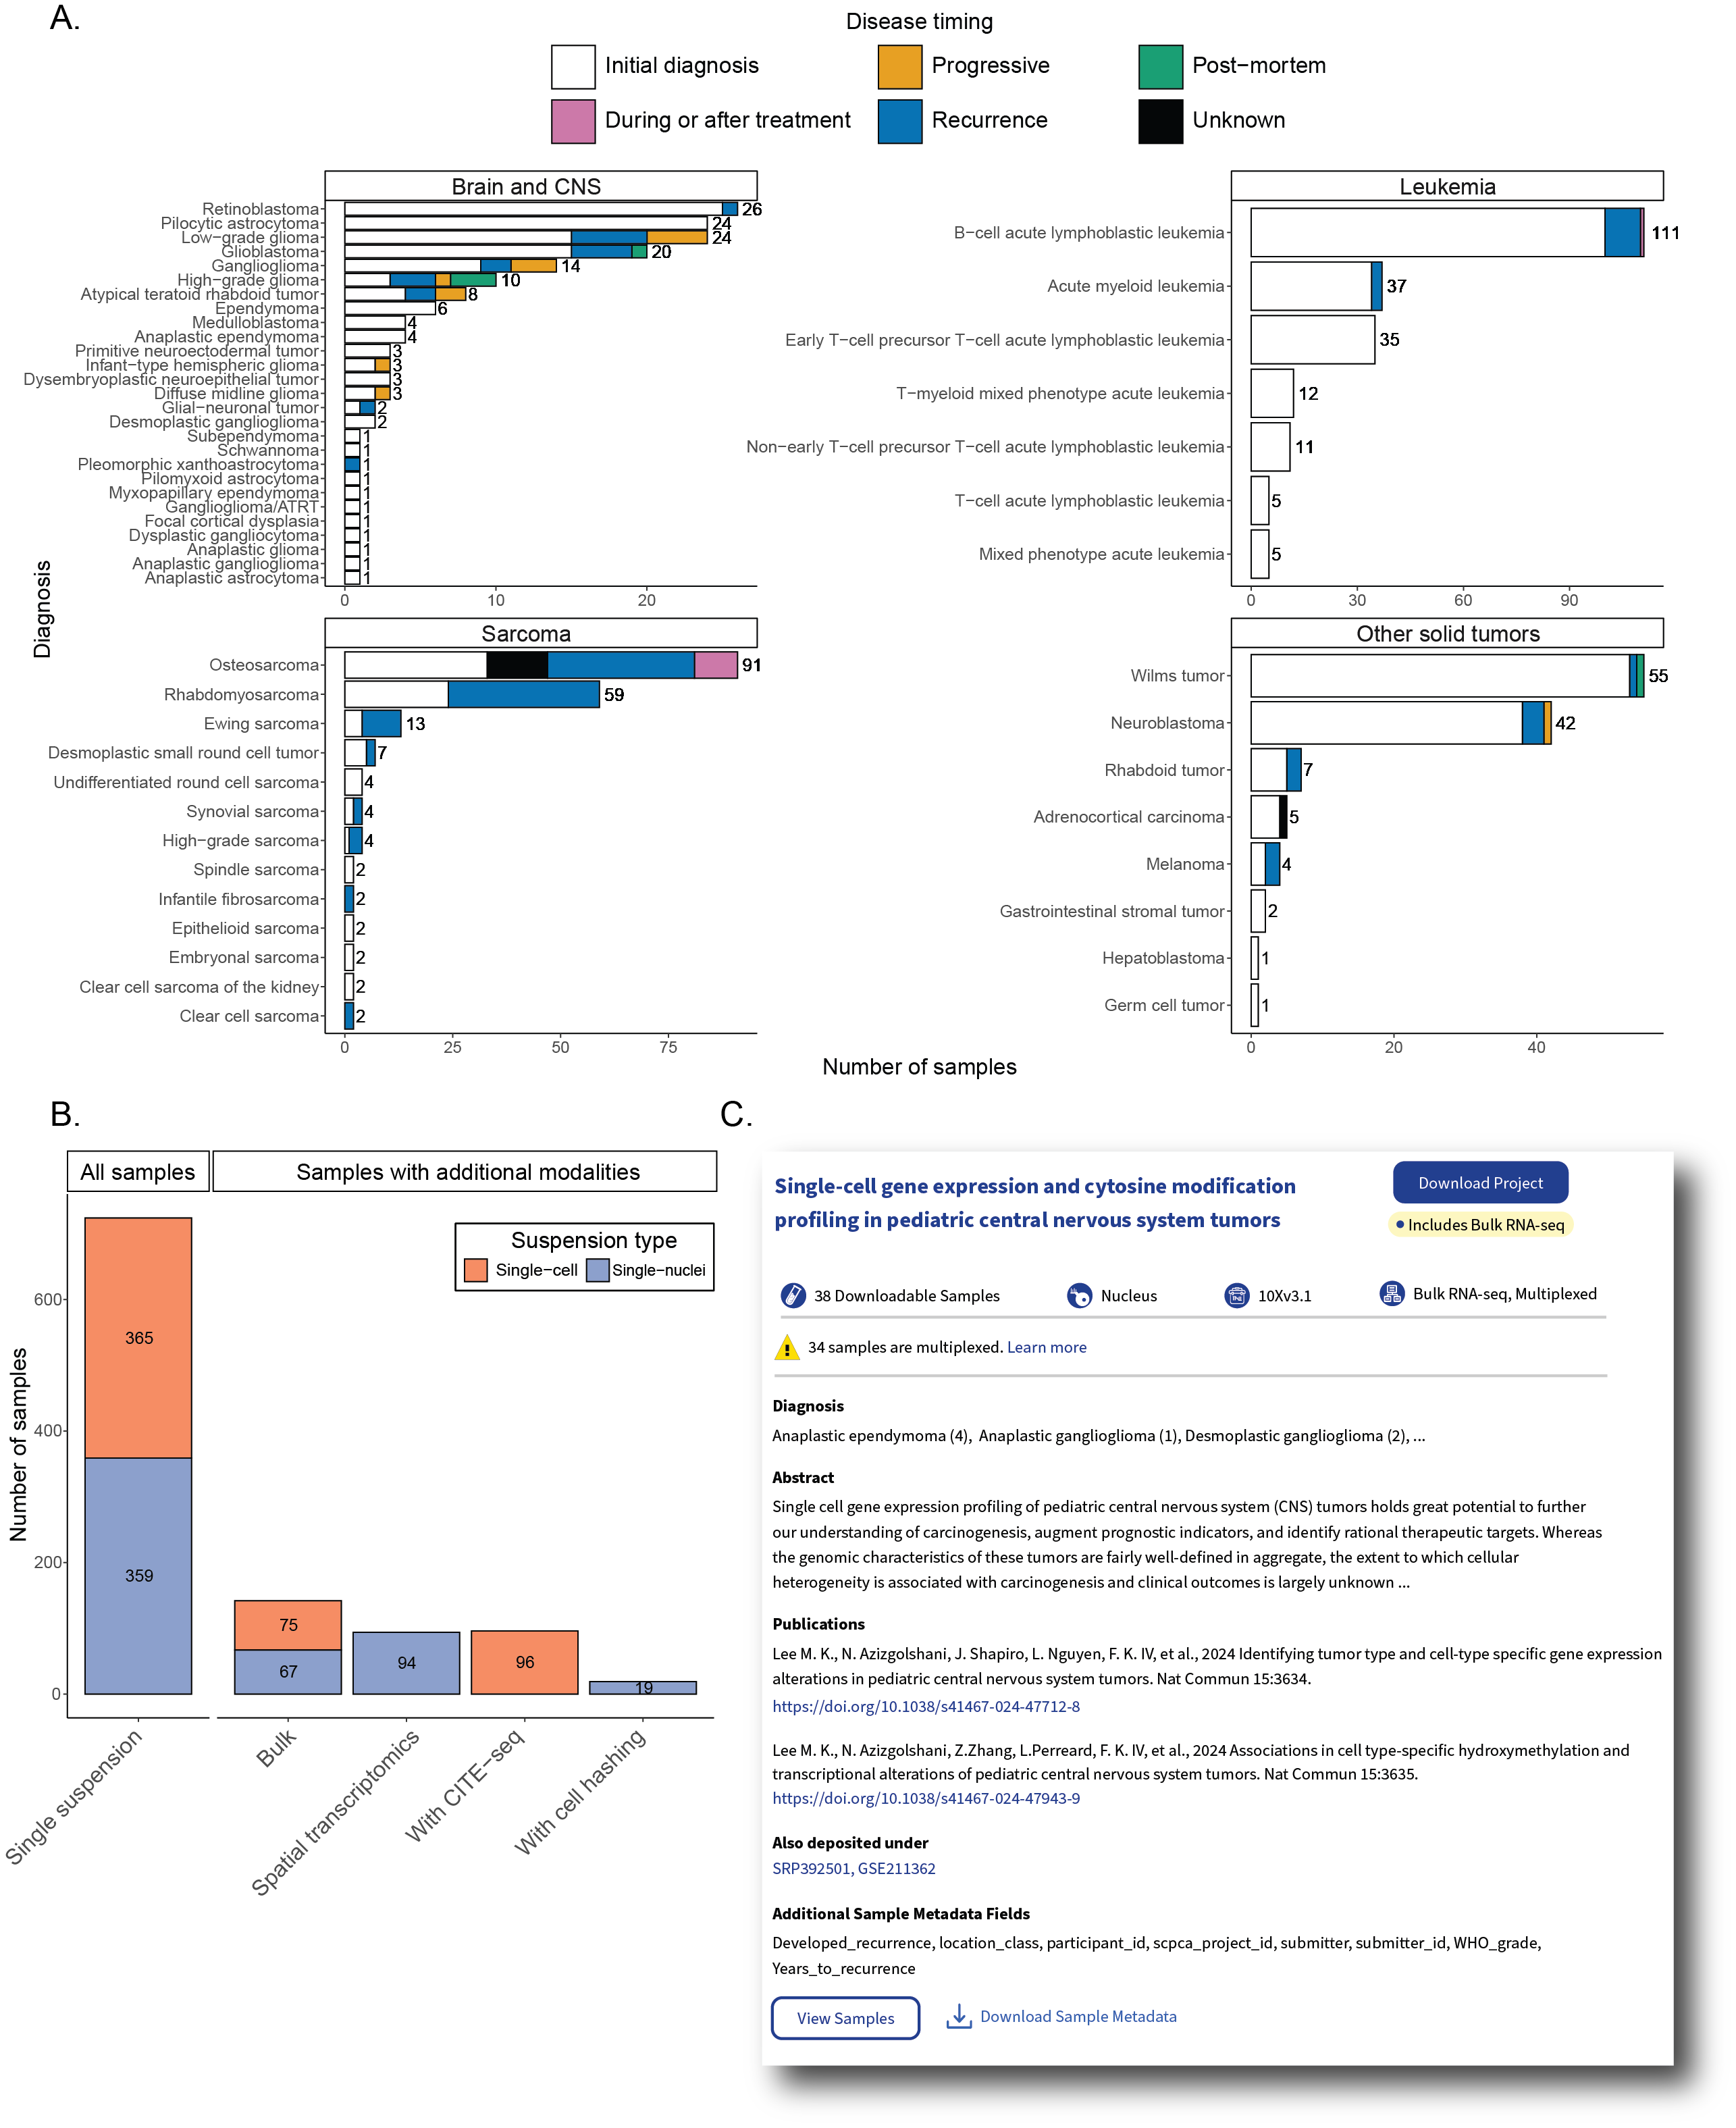 A.
Disease timing
Initial diagnosis
Progressive
Post−mortem
During or after treatment
Recurrence
Unknown
Diagnosis
Brain and CNS
Retinoblastoma 26
Pilocytic astrocytoma 24
Low−grade glioma 24
Glioblastoma 20
Ganglioglioma 14
High−grade glioma 10
Atypical teratoid rhabdoid tumor 8
Ependymoma 6
Medulloblastoma 4
Anaplastic ependymoma 4
Primitive neuroectodermal tumor 3
Infant−type hemispheric glioma 3
Dysembryoplastic neuroepithelial tumor 3
Diffuse midline glioma 3
Glial−neuronal tumor 2
Desmoplastic ganglioglioma 2
Subependymoma 1
Schwannoma 1
Pleomorphic xanthoastrocytoma 1
Pilomyxoid astrocytoma 1
Myxopapillary ependymoma 1
Ganglioglioma/ATRT 1
Focal cortical dysplasia 1
Dysplastic gangliocytoma 1
Anaplastic glioma 1
Anaplastic ganglioglioma 1
Anaplastic astrocytoma 1
0 10 20
Leukemia
B−cell acute lymphoblastic leukemia 111
Acute myeloid leukemia 37
Early T−cell precursor T−cell acute lymphoblastic leukemia 35
T−myeloid mixed phenotype acute leukemia 12
Non−early T−cell precursor T−cell acute lymphoblastic leukemia 11
T−cell acute lymphoblastic leukemia 5
Mixed phenotype acute leukemia 5
0 30 60 90
Sarcoma
Osteosarcoma 91
Rhabdomyosarcoma 59
Ewing sarcoma 13
Desmoplastic small round cell tumor 7
Undifferentiated round cell sarcoma 4
Synovial sarcoma 4
High−grade sarcoma 4
Spindle sarcoma 2
Infantile fibrosarcoma 2
Epithelioid sarcoma 2
Embryonal sarcoma 2
Clear cell sarcoma of the kidney 2
Clear cell sarcoma 2
0 25 50 75
Other solid tumors
Wilms tumor 55
Neuroblastoma 42
Rhabdoid tumor 7
Adrenocortical carcinoma 5
Melanoma 4
Gastrointestinal stromal tumor 2
Hepatoblastoma 1
Germ cell tumor 1
0 20 40
Number of samples
B.
All samples
Samples with additional modalities
Suspension type
Single−cell Single−nuclei
Number of samples
600
400
200
0
365
359
75
67
94
96
19
Single suspension
Bulk
Spatial transcriptomics
With CITE−seq
With cell hashing
C.
Single-cell gene expression and cytosine modification
profiling in pediatric central nervous system tumors
Download Project
Includes Bulk RNA-seq
38 Downloadable Samples
Nucleus
10Xv3.1
Bulk RNA-seq, Multiplexed
34 samples are multiplexed. Learn more
Diagnosis
Anaplastic ependymoma (4), Anaplastic ganglioglioma (1), Desmoplastic ganglioglioma (2), ...
Abstract
Single cell gene expression profiling of pediatric central nervous system (CNS) tumors holds great potential to further
our understanding of carcinogenesis, augment prognostic indicators, and identify rational therapeutic targets. Whereas
the genomic characteristics of these tumors are fairly well-defined in aggregate, the extent to which cellular
heterogeneity is associated with carcinogenesis and clinical outcomes is largely unknown ...
Publications
Lee M. K., N. Azizgolshani, J. Shapiro, L. Nguyen, F. K. IV, et al., 2024 Identifying tumor type and cell-type specific gene expression
alterations in pediatric central nervous system tumors. Nat Commun 15:3634.
https://doi.org/10.1038/s41467-024-47712-8
Lee M. K., N. Azizgolshani, Z.Zhang, L.Perreard, F. K. IV, et al., 2024 Associations in cell type-specific hydroxymethylation and
transcriptional alterations of pediatric central nervous system tumors. Nat Commun 15:3635.
https://doi.org/10.1038/s41467-024-47943-9
Also deposited under
SRP392501, GSE211362
Additional Sample Metadata Fields
Developed_recurrence, location_class, participant_id, scpca_project_id, submitter, submitter_id, WHO_grade,
Years_to_recurrence
View Samples
Download Sample Metadata